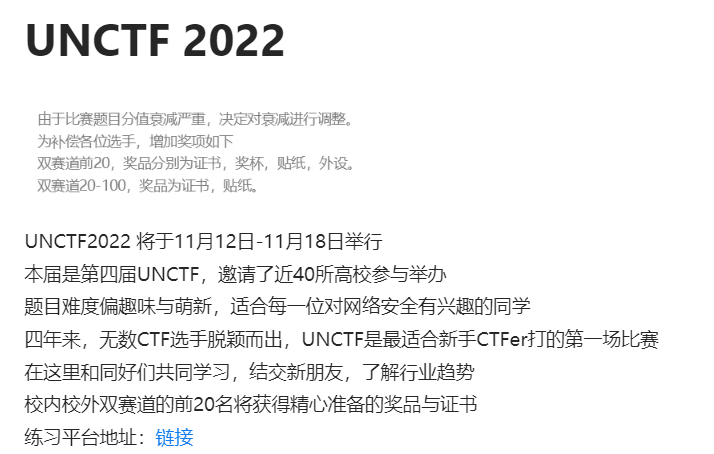 UNCTF 2022
由于比赛题目分值衰减严重，决定对衰减进行调整。
为补偿各位选手，增加奖项如下
双赛道前20，奖品分别为证书，奖杯，贴纸，外设。
双赛道20-100，奖品为证书，贴纸。
UNCTF2022 将于11月12日-11月18日举行
本届是第四届UNCTF，邀请了近40所高校参与举办
题目难度偏趣味与萌新，适合每一位对网络安全有兴趣的同学
四年来，无数CTF选手脱颖而出，UNCTF是最适合新手CTFer打的第一场比赛
在这里和同好们共同学习，结交新朋友，了解行业趋势
校内校外双赛道的前20名将获得精心准备的奖品与证书
练习平台地址：链接